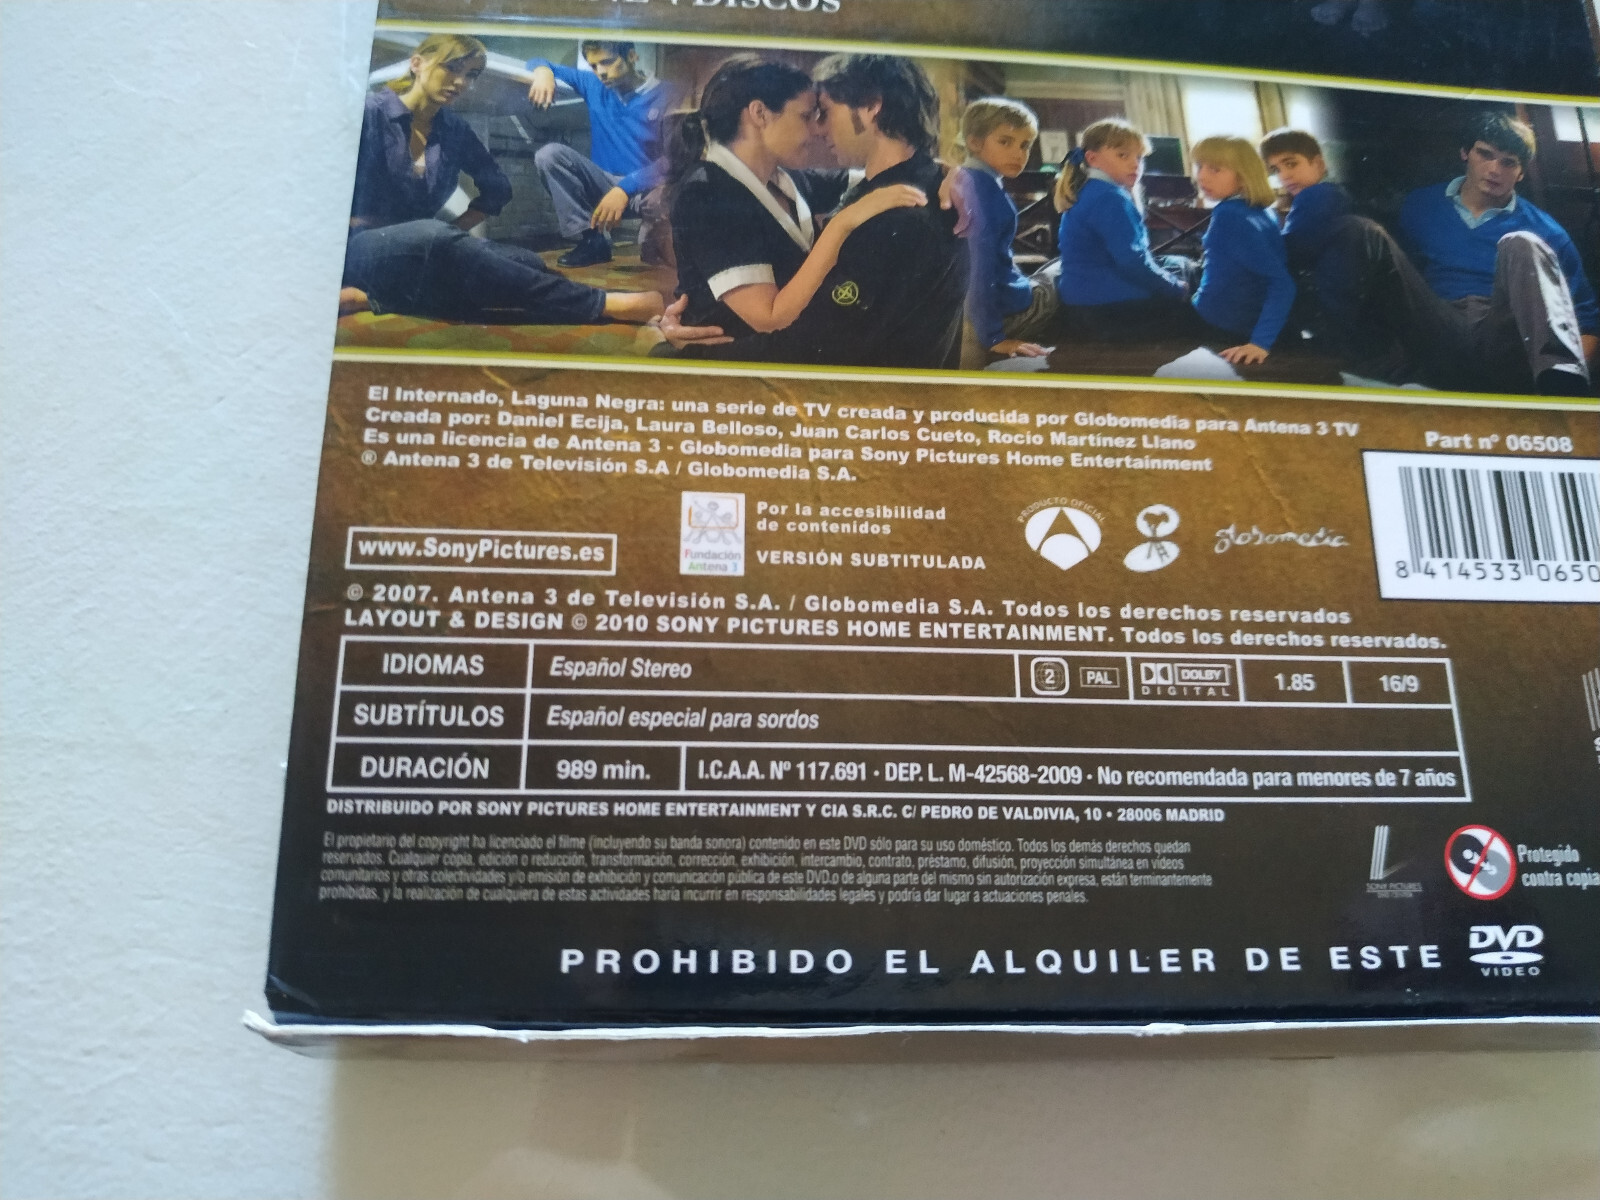 4 DISCOS
El Internado, Laguna Negra: una serie de TV creada y producida por Globomedia para Antena 3 TV
Creada por: Daniel Ecija, Laura Belloso, Juan Carlos Cueto, Rocio Martínez Llano
Es una licencia de Antena 3 - Globomedia para Sony Pictures Home Entertainment
® Antena 3 de Televisión S.A / Globomedia S.A.
Part nº 06508
www.SonyPictures.es
Fundación
Antena 3
Por la accesibilidad
de contenidos
VERSIÓN SUBTITULADA
PRODUCTO OFICIAL
globomedia
8 414533 0650
© 2007. Antena 3 de Televisión S.A. / Globomedia S.A. Todos los derechos reservados
LAYOUT & DESIGN © 2010 SONY PICTURES HOME ENTERTAINMENT. Todos los derechos reservados.
IDIOMAS Español Stereo 2 PAL DOLBY DIGITAL 1.85 16/9
SUBTÍTULOS Español especial para sordos
DURACIÓN 989 min. I.C.A.A. Nº 117.691 · DEP. L. M-42568-2009 · No recomendada para menores de 7 años
DISTRIBUIDO POR SONY PICTURES HOME ENTERTAINMENT Y CIA S.R.C. C/ PEDRO DE VALDIVIA, 10 • 28006 MADRID
El propietario del copyright ha licenciado el filme (incluyendo su banda sonora) contenido en este DVD sólo para su uso doméstico. Todos los demás derechos quedan
reservados. Cualquier copia, edición o reducción, transformación, corrección, exhibición, intercambio, contrato, préstamo, difusión, proyección simultánea en videos
comunitarios y otras colectividades y/o emisión de exhibición y comunicación pública de este DVD.o de alguna parte del mismo sin autorización expresa, están terminantemente
prohibidas, y la realización de cualquiera de estas actividades haría incurrir en responsabilidades legales y podría dar lugar a actuaciones penales.
SONY PICTURES
Protegido
contra copia
PROHIBIDO EL ALQUILER DE ESTE DVD VIDEO